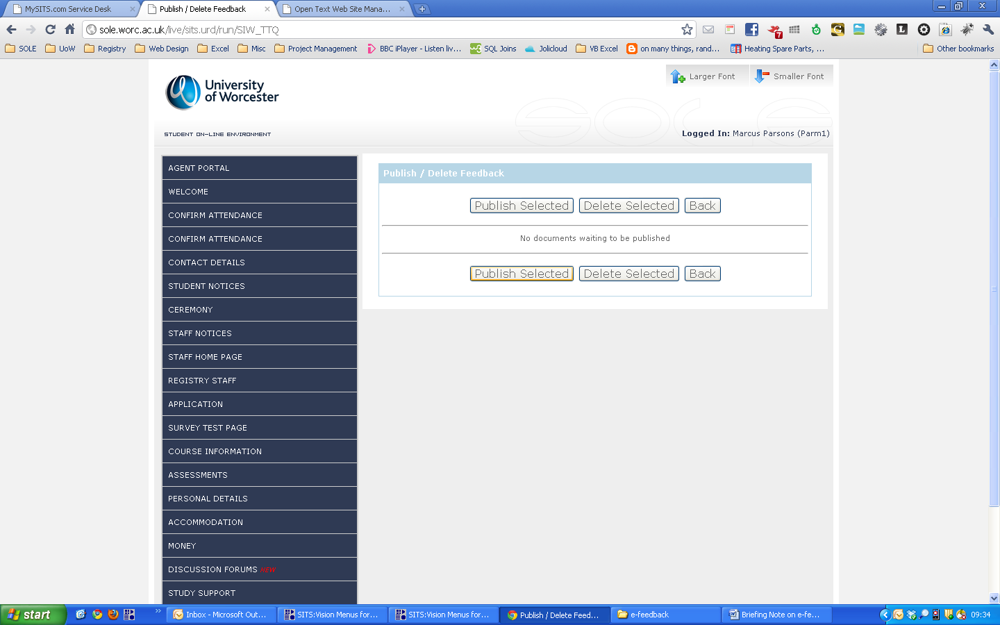 MySITS.com Service Desk
Publish / Delete Feedback
Open Text Web Site Mana...
sole.worc.ac.uk/live/sits.urd/run/SIW_TTQ
7
SOLE
UoW
Registry
Web Design
Excel
Misc
Project Management
BBC iPlayer - Listen liv...
SQL Joins
Jolicloud
VB Excel
on many things, rand...
Heating Spare Parts, ...
Other bookmarks
University
of Worcester
Larger Font
Smaller Font
STUDENT ON-LINE ENVIRONMENT
Logged In: Marcus Parsons (Parm1)
AGENT PORTAL
WELCOME
CONFIRM ATTENDANCE
CONFIRM ATTENDANCE
CONTACT DETAILS
STUDENT NOTICES
CEREMONY
STAFF NOTICES
STAFF HOME PAGE
REGISTRY STAFF
APPLICATION
SURVEY TEST PAGE
COURSE INFORMATION
ASSESSMENTS
PERSONAL DETAILS
ACCOMMODATION
MONEY
DISCUSSION FORUMS NEW
STUDY SUPPORT
Publish / Delete Feedback
Publish Selected Delete Selected Back
No documents waiting to be published
Publish Selected Delete Selected Back
start
Inbox - Microsoft Out...
SITS:Vision Menus for...
SITS:Vision Menus for...
Publish / Delete Feed...
e-feedback
Briefing Note on e-fe...
09:34